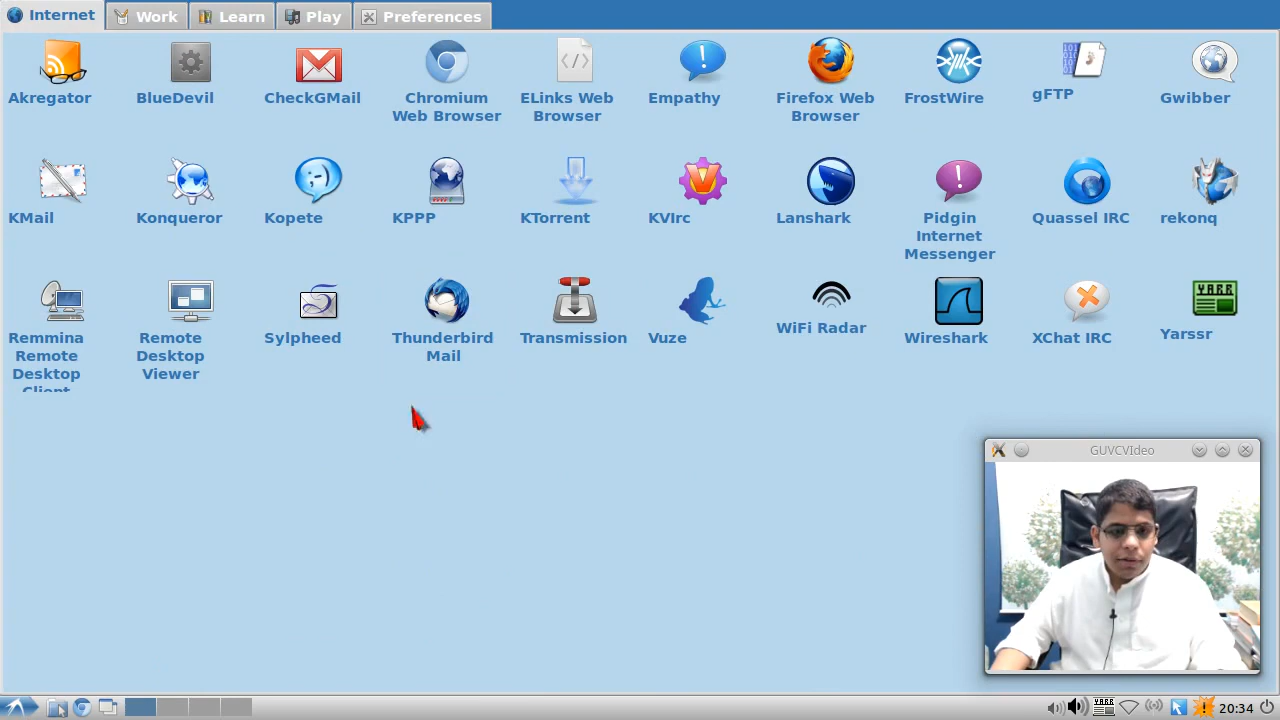 Internet Work Learn Play Preferences
Akregator BlueDevil CheckGMail Chromium Web Browser ELinks Web Browser Empathy Firefox Web Browser FrostWire gFTP Gwibber
KMail Konqueror Kopete KPPP KTorrent KVIrc Lanshark Pidgin Internet Messenger Quassel IRC rekonq
Remmina Remote Desktop Client Remote Desktop Viewer Sylpheed Thunderbird Mail Transmission Vuze WiFi Radar Wireshark XChat IRC Yarssr
GUVCVIdeo
20:34